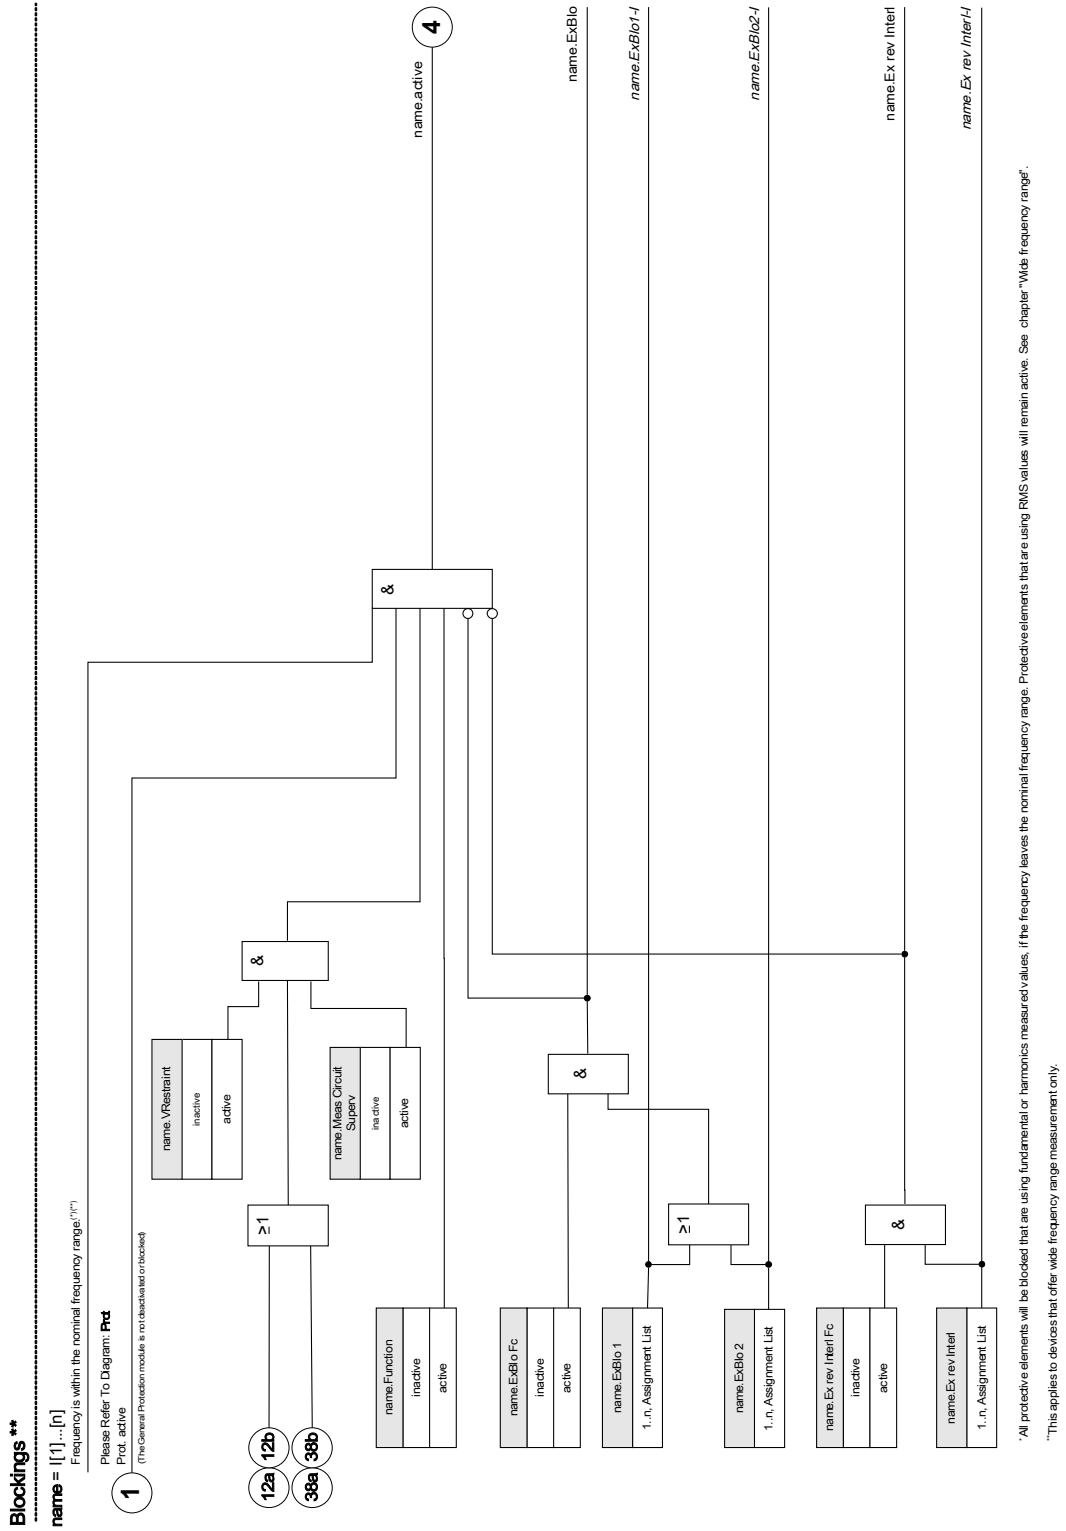 Blockings **
name = I[1]...[n]
Frequency is within the nominal frequency range.(*)(**)
Please Refer To Diagram: Prot
Prot. active
1
(The General Protection module is not deactivated or blocked)
name.VRestraint
inactive
active
12a 12b
38a 38b
≥1
&
name.Meas Circuit
Superv
inactive
active
name.Function
inactive
active
&
name.active
4
name.ExBlo Fc
inactive
active
&
name.ExBlo
name.ExBlo 1
1..n, Assignment List
name.ExBlo1-I
≥1
name.ExBlo 2
1..n, Assignment List
name.ExBlo2-I
name.Ex rev Interl Fc
inactive
active
&
name.Ex rev Interl
name.Ex rev Interl
1..n, Assignment List
name.Ex rev Interl-I
*All protective elements will be blocked that are using fundamental or harmonics measured values, if the frequency leaves the nominal frequency range. Protective elements that are using RMS values will remain active. See chapter "Wide frequency range".
**This applies to devices that offer wide frequency range measurement only.